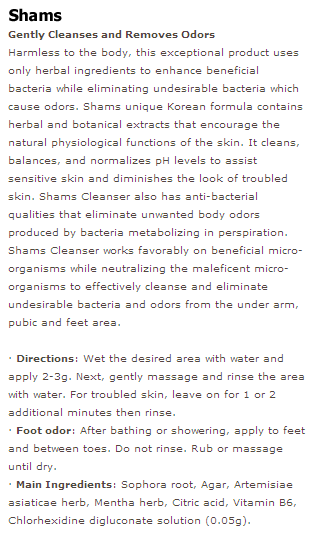 Shams
Gently Cleanses and Removes Odors
Harmless to the body, this exceptional product uses
only herbal ingredients to enhance beneficial
bacteria while eliminating undesirable bacteria which
cause odors. Shams unique Korean formula contains
herbal and botanical extracts that encourage the
natural physiological functions of the skin. It cleans,
balances, and normalizes pH levels to assist
sensitive skin and diminishes the look of troubled
skin. Shams Cleanser also has anti-bacterial
qualities that eliminate unwanted body odors
produced by bacteria metabolizing in perspiration.
Shams Cleanser works favorably on beneficial micro-
organisms while neutralizing the maleficent micro-
organisms to effectively cleanse and eliminate
undesirable bacteria and odors from the under arm,
pubic and feet area.
· Directions: Wet the desired area with water and
apply 2-3g. Next, gently massage and rinse the area
with water. For troubled skin, leave on for 1 or 2
additional minutes then rinse.
· Foot odor: After bathing or showering, apply to feet
and between toes. Do not rinse. Rub or massage
until dry.
· Main Ingredients: Sophora root, Agar, Artemisiae
asiaticae herb, Mentha herb, Citric acid, Vitamin B6,
Chlorhexidine digluconate solution (0.05g).